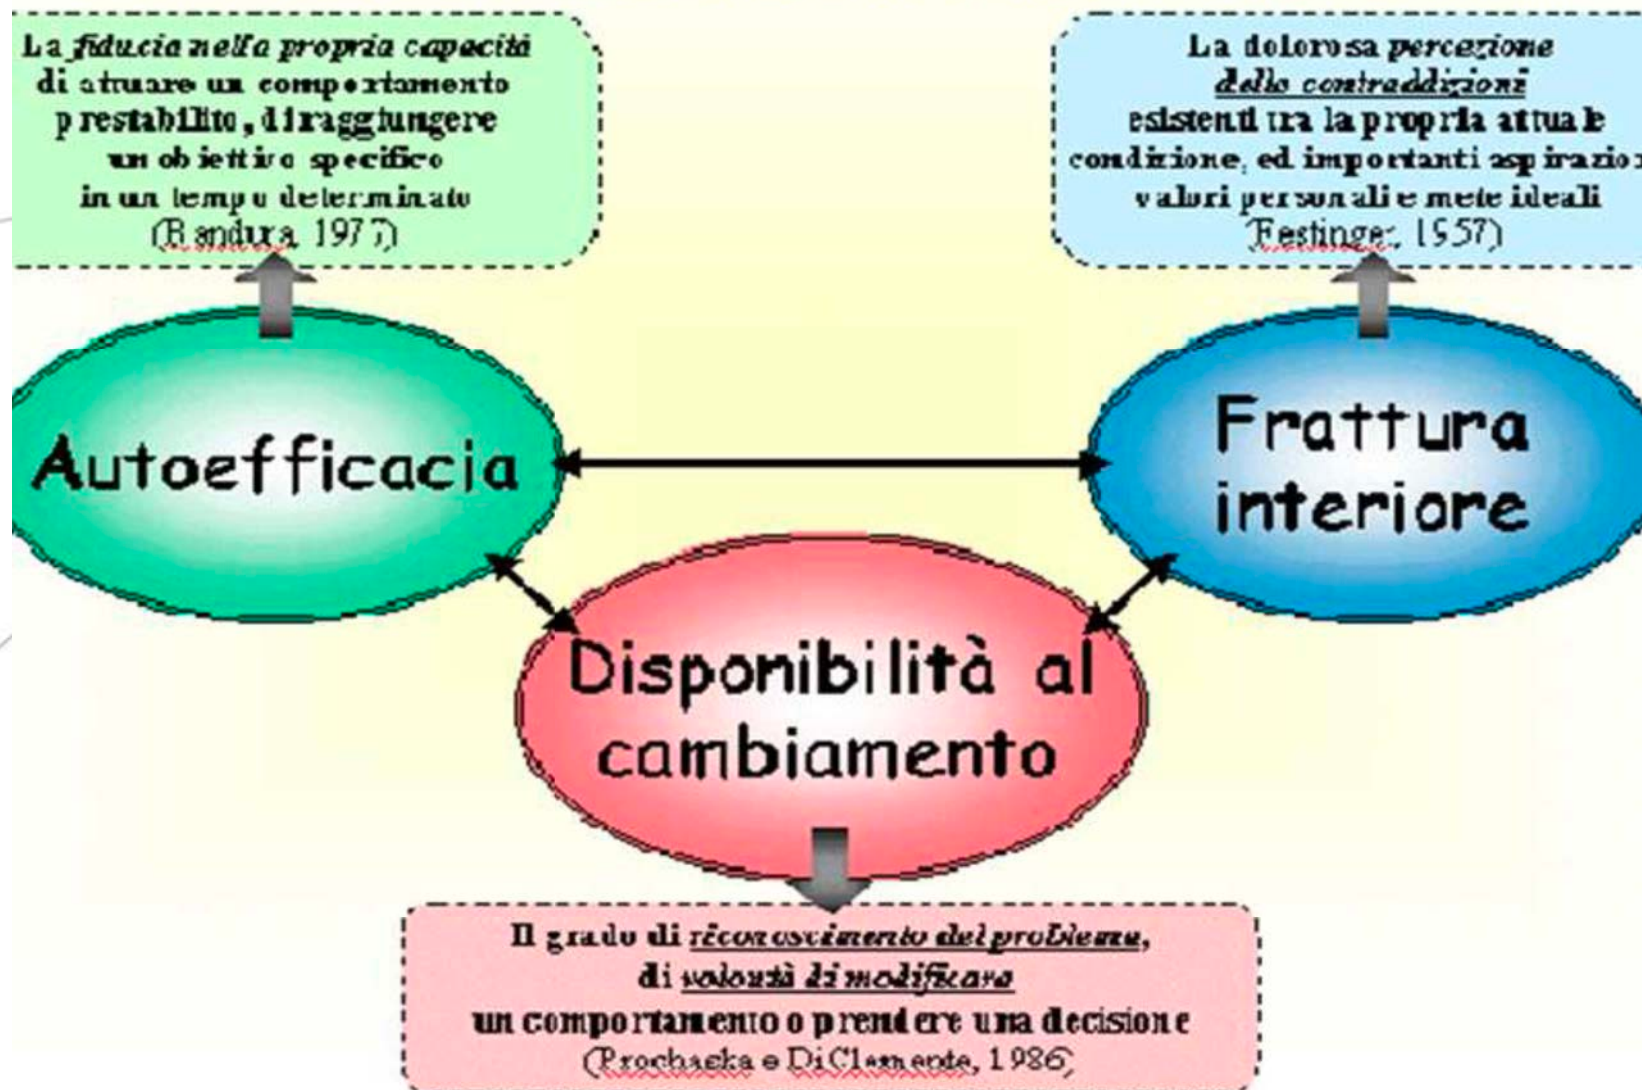 La fiducia nella propria capacità
di attuare un comportamento
prestabilito, di raggiungere
un obiettivo specifico
in un tempo determinato
(Bandura, 1977)
La dolorosa percezione
delle contraddizioni
esistenti tra la propria attuale
condizione, ed importanti aspirazio
valori personali e mete ideali
(Festinger, 1957)
Autoefficacia
Frattura
interiore
Disponibilità al
cambiamento
Il grado di riconoscimento del problema,
di volontà di modificare
un comportamento o prendere una decisione
(Prochaska e DiClemente, 1986)